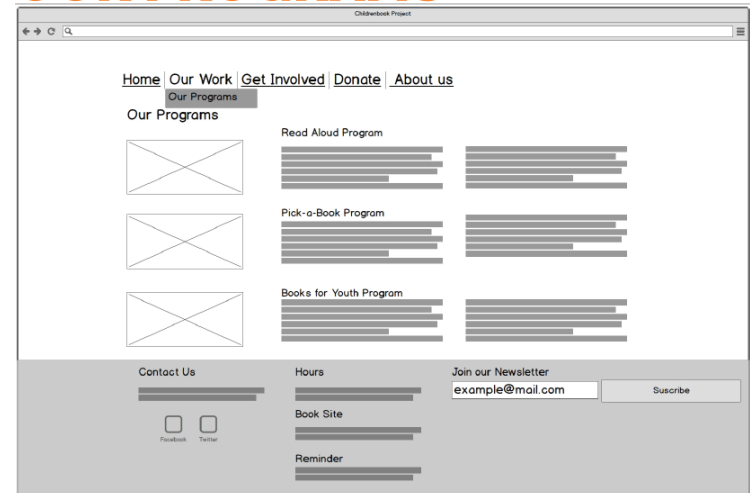 Childrenbook Project
Home Our Work Get Involved Donate About us
Our Programs
Our Programs
Read Aloud Program
Pick-a-Book Program
Books for Youth Program
Contact Us Hours Join our Newsletter
example@mail.com Suscribe
Book Site
Facebook Twitter
Reminder